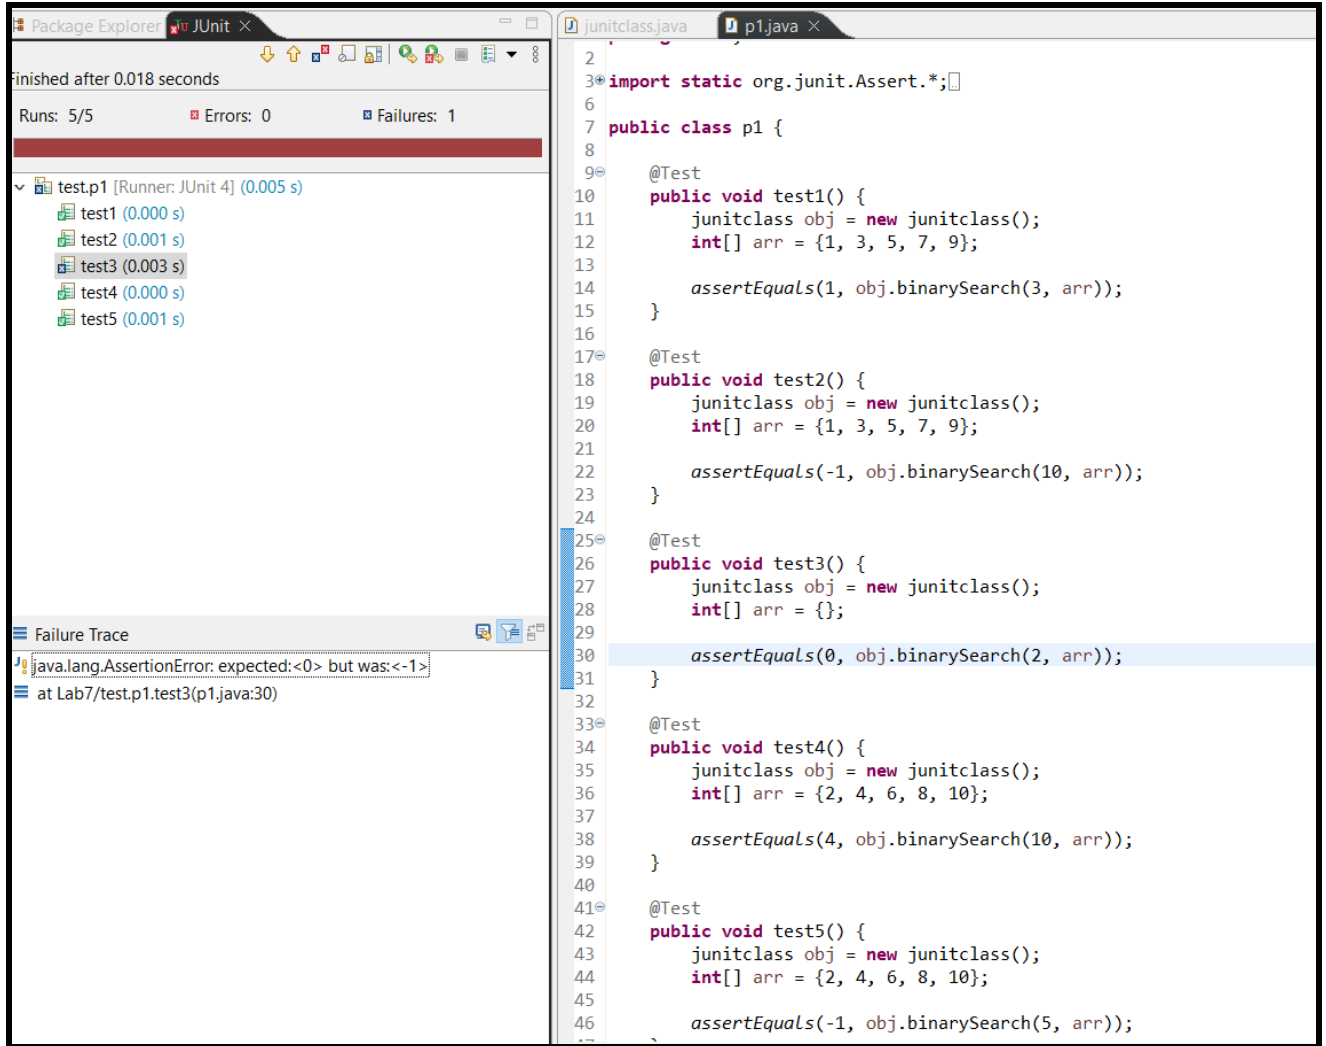 Package Explorer JUnit
Finished after 0.018 seconds
Runs: 5/5 Errors: 0 Failures: 1
test.p1 [Runner: JUnit 4] (0.005 s)
test1 (0.000 s)
test2 (0.001 s)
test3 (0.003 s)
test4 (0.000 s)
test5 (0.001 s)
Failure Trace
java.lang.AssertionError: expected:<0> but was:<-1>
at Lab7/test.p1.test3(p1.java:30)
junitclass.java p1.java
2
3 import static org.junit.Assert.*;
6
7 public class p1 {
8
9 @Test
10 public void test1() {
11 junitclass obj = new junitclass();
12 int[] arr = {1, 3, 5, 7, 9};
13
14 assertEquals(1, obj.binarySearch(3, arr));
15 }
16
17 @Test
18 public void test2() {
19 junitclass obj = new junitclass();
20 int[] arr = {1, 3, 5, 7, 9};
21
22 assertEquals(-1, obj.binarySearch(10, arr));
23 }
24
25 @Test
26 public void test3() {
27 junitclass obj = new junitclass();
28 int[] arr = {};
29
30 assertEquals(0, obj.binarySearch(2, arr));
31 }
32
33 @Test
34 public void test4() {
35 junitclass obj = new junitclass();
36 int[] arr = {2, 4, 6, 8, 10};
37
38 assertEquals(4, obj.binarySearch(10, arr));
39 }
40
41 @Test
42 public void test5() {
43 junitclass obj = new junitclass();
44 int[] arr = {2, 4, 6, 8, 10};
45
46 assertEquals(-1, obj.binarySearch(5, arr));